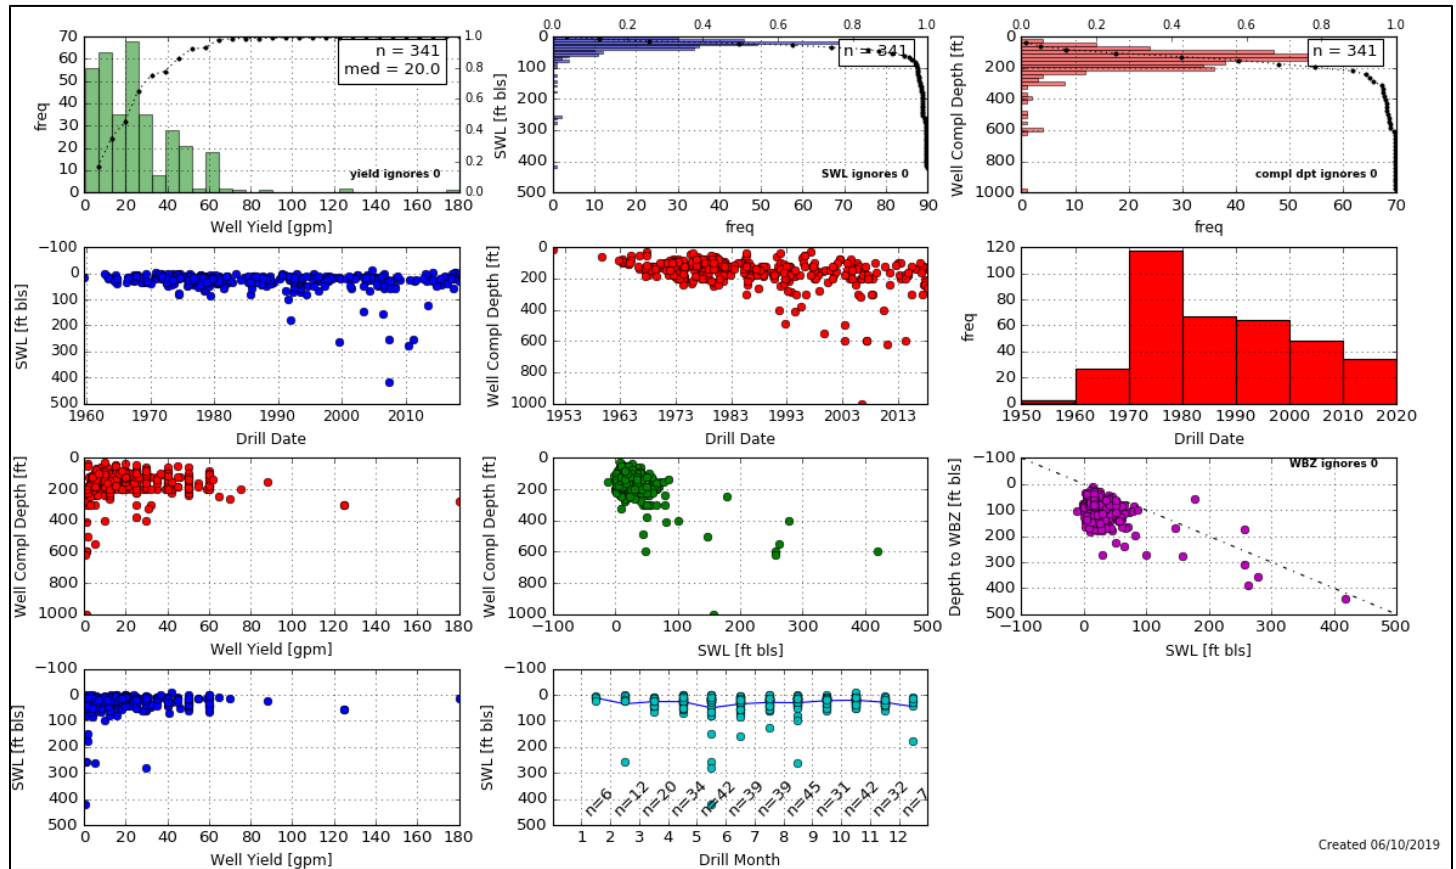 0.0 0.2 0.4 0.6 0.8 1.0
0.0 0.2 0.4 0.6 0.8 1.0
70 60 50 40 30 20 10 0
freq
n = 341
med = 20.0
yield ignores 0
1.0 0.8 0.6 0.4 0.2 0.0
0 20 40 60 80 100 120 140 160 180
Well Yield [gpm]
SWL [ft bls]
0 100 200 300 400 500
n = 341
SWL ignores 0
0 10 20 30 40 50 60 70 80 90
freq
Well Compl Depth [ft]
0 200 400 600 800 1000
n = 341
compl dpt ignores 0
0 10 20 30 40 50 60 70
freq
SWL [ft bls]
−100 0 100 200 300 400 500
1960 1970 1980 1990 2000 2010
Drill Date
Well Compl Depth [ft]
0 200 400 600 800 1000
1953 1963 1973 1983 1993 2003 2013
Drill Date
freq
120 100 80 60 40 20 0
1950 1960 1970 1980 1990 2000 2010 2020
Drill Date
Well Compl Depth [ft]
0 200 400 600 800 1000
0 20 40 60 80 100 120 140 160 180
Well Yield [gpm]
Well Compl Depth [ft]
0 200 400 600 800 1000
−100 0 100 200 300 400 500
SWL [ft bls]
Depth to WBZ [ft bls]
−100 0 100 200 300 400 500
WBZ ignores 0
−100 0 100 200 300 400 500
SWL [ft bls]
SWL [ft bls]
−100 0 100 200 300 400 500
0 20 40 60 80 100 120 140 160 180
Well Yield [gpm]
SWL [ft bls]
−100 0 100 200 300 400 500
n=6 n=12 n=20 n=34 n=42 n=39 n=39 n=45 n=31 n=42 n=32 n=7
1 2 3 4 5 6 7 8 9 10 11 12
Drill Month
Created 06/10/2019